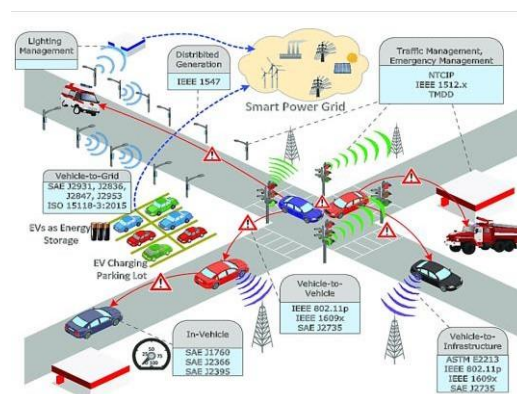 Lighting
Management
Distribited
Generation
IEEE 1547
Smart Power Grid
Traffic Management,
Emergency Management
NTCIP
IEEE 1512.x
TMDD
Vehicle-to-Grid
SAE J2931, J2836,
J2847, J2953
ISO 15118-3:2015
EVs as Energy
Storage
EV Charging
Parking Lot
Vehicle-to-
Vehicle
IEEE 802.11p
IEEE 1609x
SAE J2735
In-Vehicle
SAE J1760
SAE J2366
SAE J2395
Vehicle-to-
Infrastructure
ASTM E2213
IEEE 802.11p
IEEE 1609x
SAE J2735